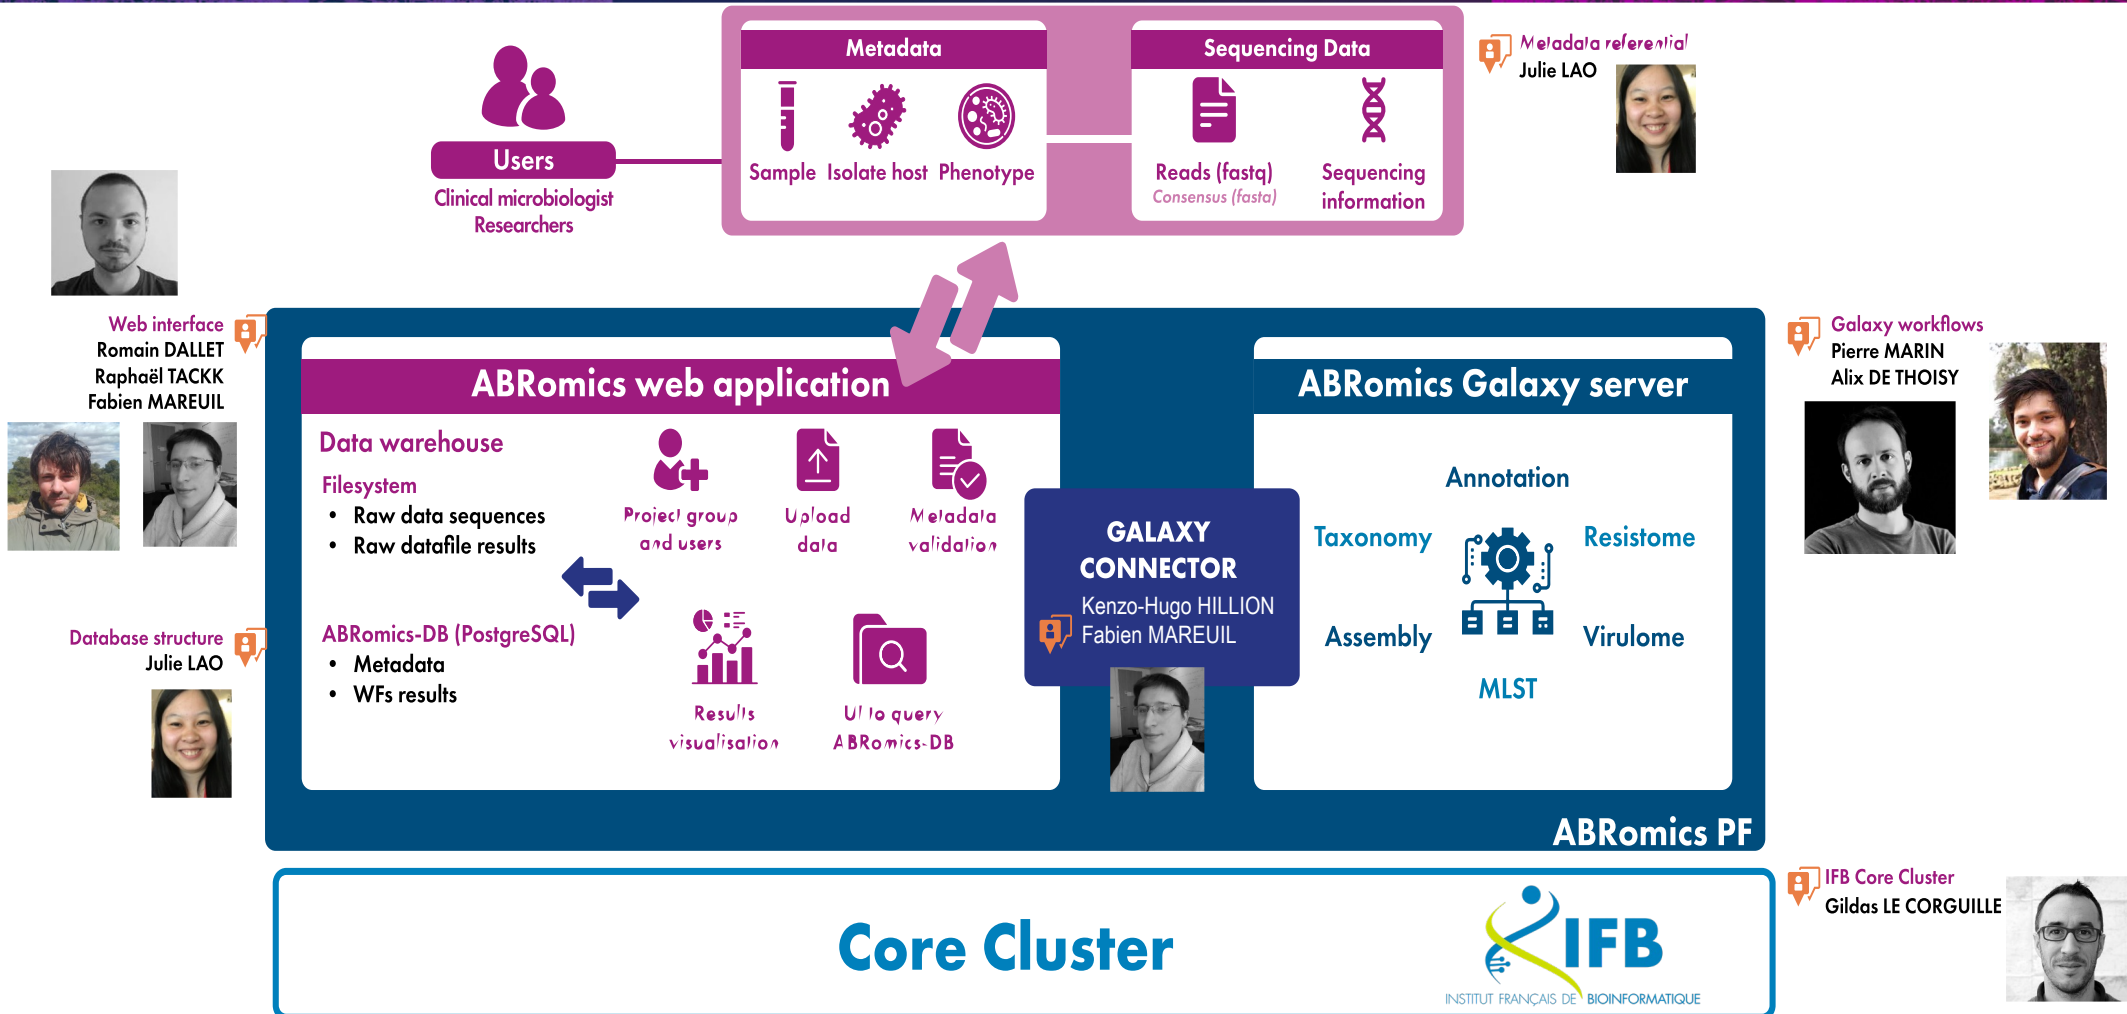 Metadata
Sample
Isolate host
Phenotype
Sequencing Data
Reads (fastq)
Consensus (fasta)
Sequencing
information
Metadata referential
Julie LAO
Users
Clinical microbiologist
Researchers
Web interface
Romain DALLET
Raphaël TACKK
Fabien MAREUIL
Database structure
Julie LAO
ABRomics web application
Data warehouse
Filesystem
• Raw data sequences
• Raw datafile results
ABRomics-DB (PostgreSQL)
• Metadata
• WFs results
Project group
and users
Upload
data
Metadata
validation
Results
visualisation
UI to query
ABRomics-DB
GALAXY
CONNECTOR
Kenzo-Hugo HILLION
Fabien MAREUIL
ABRomics Galaxy server
Annotation
Taxonomy
Resistome
Assembly
Virulome
MLST
ABRomics PF
Galaxy workflows
Pierre MARIN
Alix DE THOISY
Core Cluster
IFB
INSTITUT FRANÇAIS DE BIOINFORMATIQUE
IFB Core Cluster
Gildas LE CORGUILLE